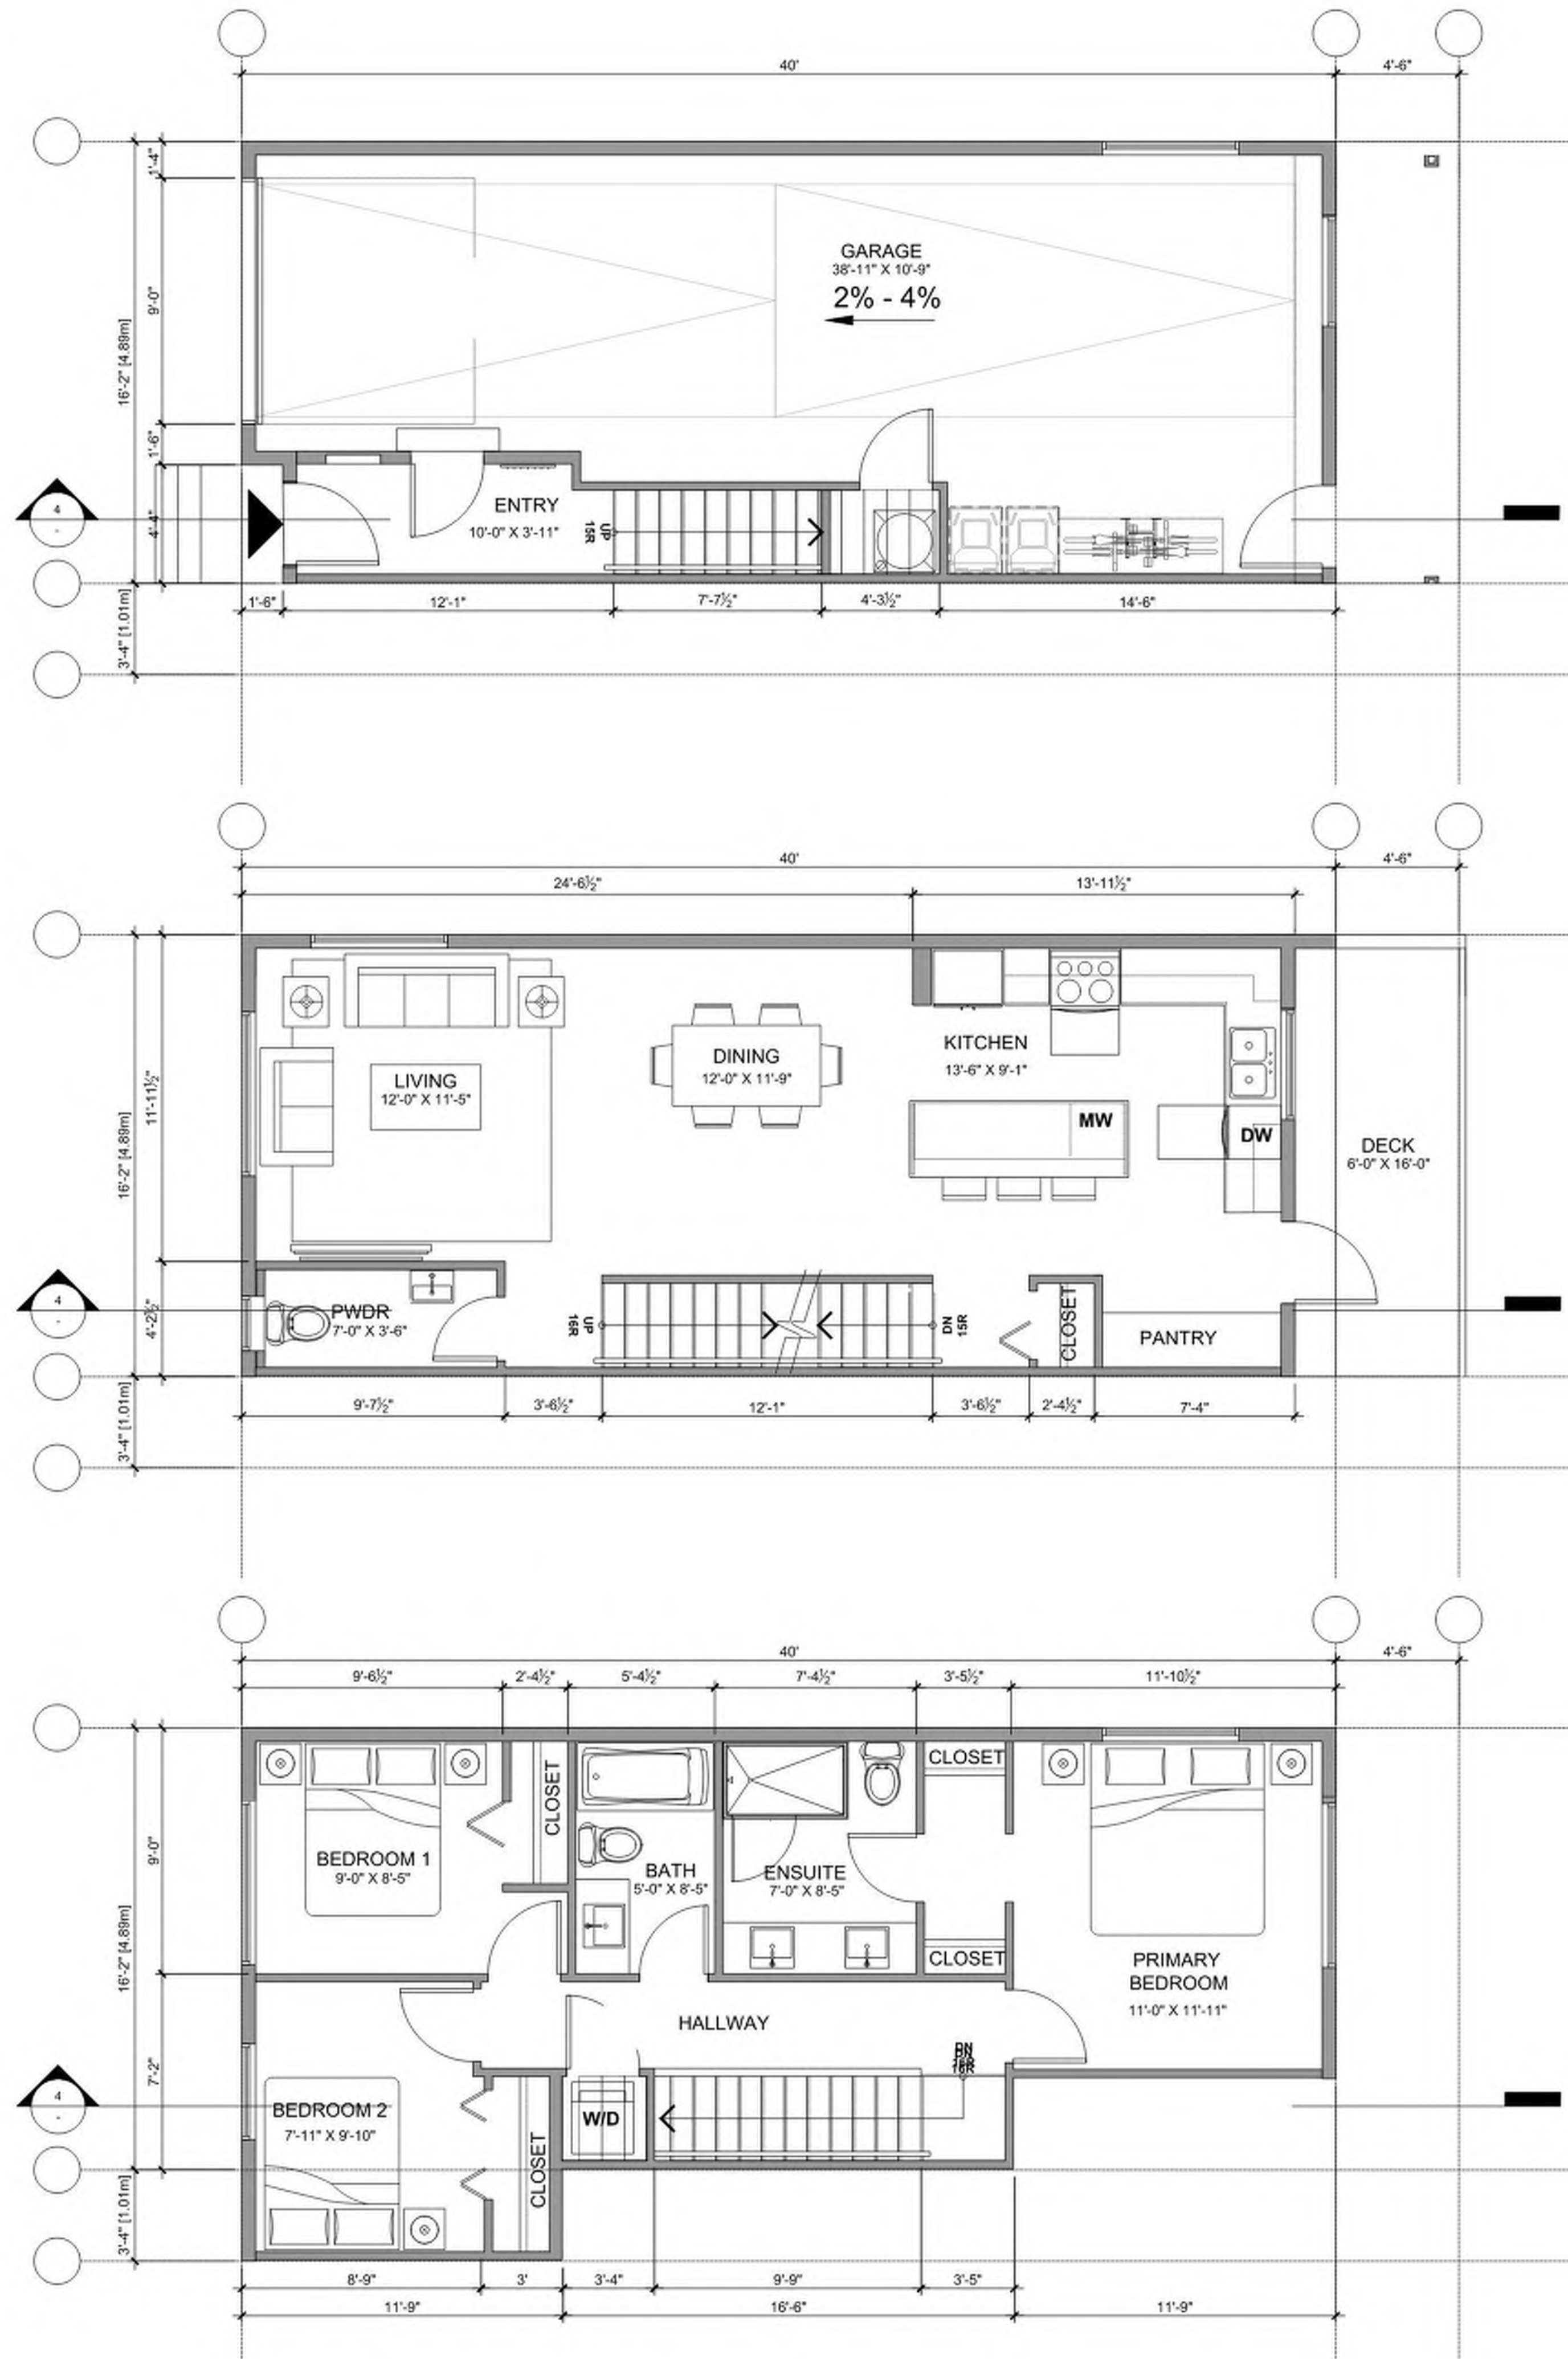 40'
4'-6"
1'-4"
9'-0"
16'-2" [4.89m]
1'-6"
4'-4"
3'-4" [1.01m]
GARAGE
38'-11" X 10'-9"
2% - 4%
4
-
ENTRY
10'-0" X 3'-11"
UP
15R
1'-6"
12'-1"
7'-7½"
4'-3½"
14'-6"
40'
4'-6"
24'-6½"
13'-11½"
11'-11½"
16'-2" [4.89m]
4'-2½"
3'-4" [1.01m]
LIVING
12'-0" X 11'-5"
DINING
12'-0" X 11'-9"
KITCHEN
13'-6" X 9'-1"
MW
DW
DECK
6'-0" X 16'-0"
4
-
PWDR
7'-0" X 3'-6"
UP
16R
DN
15R
CLOSET
PANTRY
9'-7½"
3'-6½"
12'-1"
3'-6½"
2'-4½"
7'-4"
40'
4'-6"
9'-6½"
2'-4½"
5'-4½"
7'-4½"
3'-5½"
11'-10½"
9'-0"
16'-2" [4.89m]
7'-2"
3'-4" [1.01m]
CLOSET
CLOSET
BEDROOM 1
9'-0" X 8'-5"
BATH
5'-0" X 8'-5"
ENSUITE
7'-0" X 8'-5"
CLOSET
PRIMARY
BEDROOM
11'-0" X 11'-11"
HALLWAY
DN
16R
4
-
BEDROOM 2
7'-11" X 9'-10"
W/D
CLOSET
8'-9"
3'
3'-4"
9'-9"
3'-5"
11'-9"
16'-6"
11'-9"